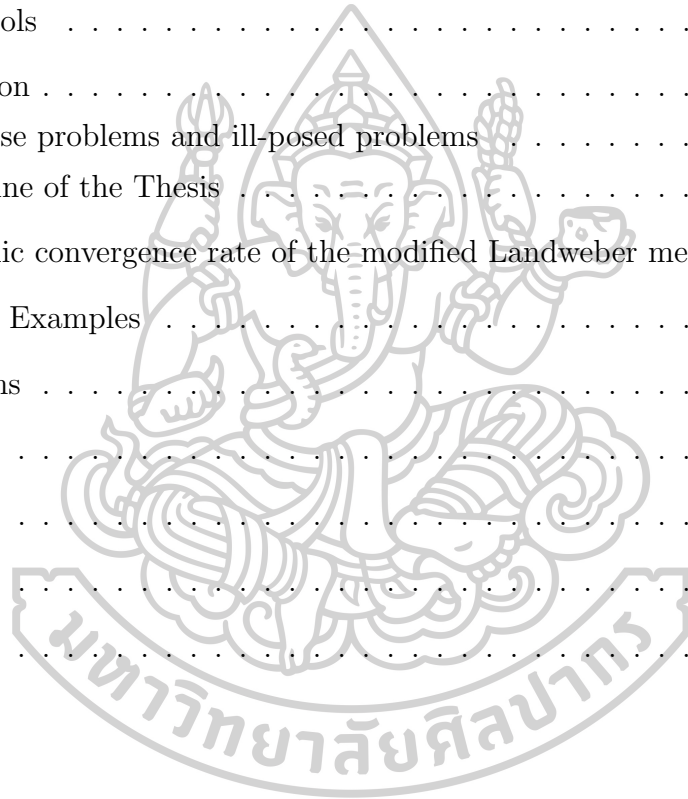 ols . . . . . . . . . . . . . . . . . . . . . . . . . .
on . . . . . . . . . . . . . . . . . . . . . . . . . . .
se problems and ill-posed problems . . . . . . . .
ne of the Thesis . . . . . . . . . . . . . . . . . . .
ic convergence rate of the modified Landweber me
Examples . . . . . . . . . . . . . . . . . . . . . .
ns . . . . . . . . . . . . . . . . . . . . . . . . . . .
. . . . . . . . . . . . . . . . . . . . . . . . . . . .
. . . . . . . . . . . . . . . . . . . . . . . . . . . .
. . . . . . . . . . . . . . . . . . . . . . . . . . . .
. . . . . . . . . . . . . . . . . . . . . . . . . . . .
มหาวิทยาลัยศิลปากร